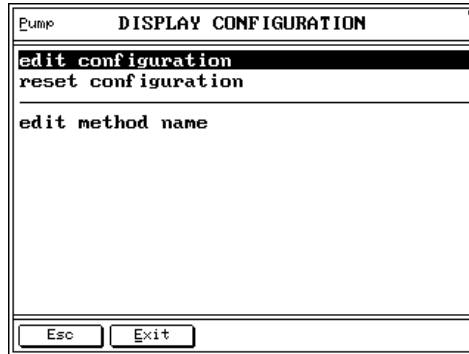 Pump DISPLAY CONFIGURATION
edit configuration
reset configuration
edit method name
Esc Exit